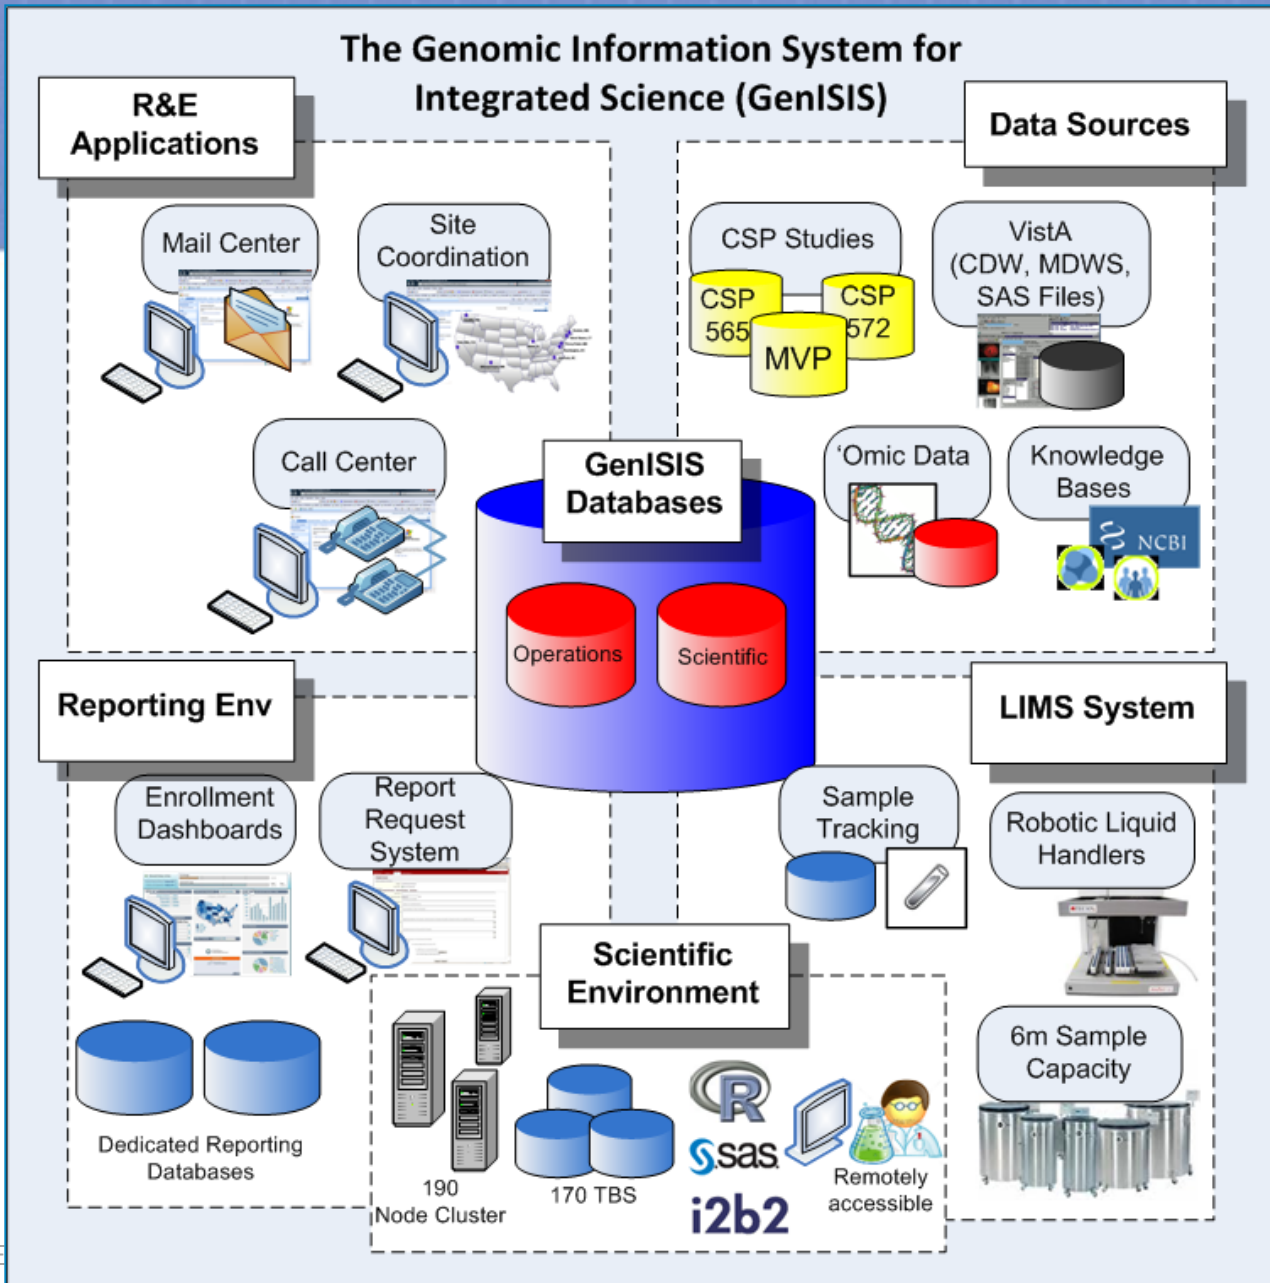 The Genomic Information System for
Integrated Science (GenISIS)
R&E
Applications
Data Sources
Mail Center
Site
Coordination
Call Center
CSP Studies
CSP
565
CSP
572
MVP
VistA
(CDW, MDWS,
SAS Files)
'Omic Data
Knowledge
Bases
NCBI
GenISIS
Databases
Operations
Scientific
Reporting Env
LIMS System
Enrollment
Dashboards
Report
Request
System
Dedicated Reporting
Databases
Sample
Tracking
Robotic Liquid
Handlers
6m Sample
Capacity
Scientific
Environment
190
Node Cluster
170 TBS
R
sas
i2b2
Remotely
accessible